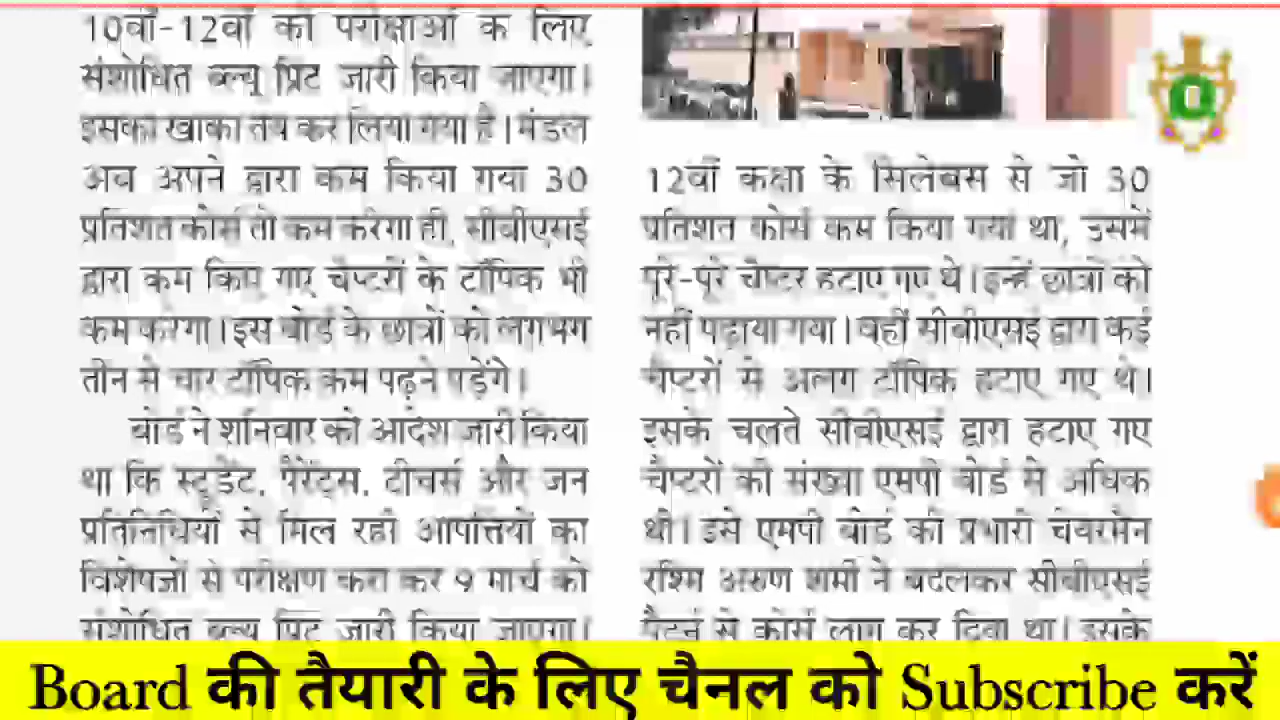 10वीं-12वीं की परीक्षाओं के लिए
संशोधित ब्ल्यू प्रिंट जारी किया जाएगा।
इसका खाका तय कर लिया गया है। मंडल
अब अपने द्वारा कम किया गया 30
प्रतिशत कोर्स तो कम करेगा ही, सीबीएसई
द्वारा कम किए गए चेप्टरों के टॉपिक भी
कम करेगा। इस बोर्ड के छात्रों को लगभग
तीन से चार टॉपिक कम पढ़ने पड़ेंगे।
बोर्ड ने शनिवार को आदेश जारी किया
था कि स्टूडेंट, पैरेंट्स, टीचर्स और जन
प्रतिनिधियों से मिल रही आपत्तियों का
विशेषज्ञों से परीक्षण करा कर 9 मार्च को
संशोधित ब्ल्यू प्रिंट जारी किया जाएगा।
12वीं कक्षा के सिलेबस से जो 30
प्रतिशत कोर्स कम किया गया था, उसमें
पूरे-पूरे चेप्टर हटाए गए थे। इन्हें छात्रों को
नहीं पढ़ाया गया। वहीं सीबीएसई द्वारा कई
चैप्टरों से अलग टॉपिक हटाए गए थे।
इसके चलते सीबीएसई द्वारा हटाए गए
चैप्टरों की संख्या एमपी बोर्ड से अधिक
थी। इसे एमपी बोर्ड की प्रभारी चेयरमैन
रश्मि अरुण शमी ने बदलकर सीबीएसई
पैटर्न से कोर्स लागू कर दिया था। इसके
Board की तैयारी के लिए चैनल को Subscribe करें